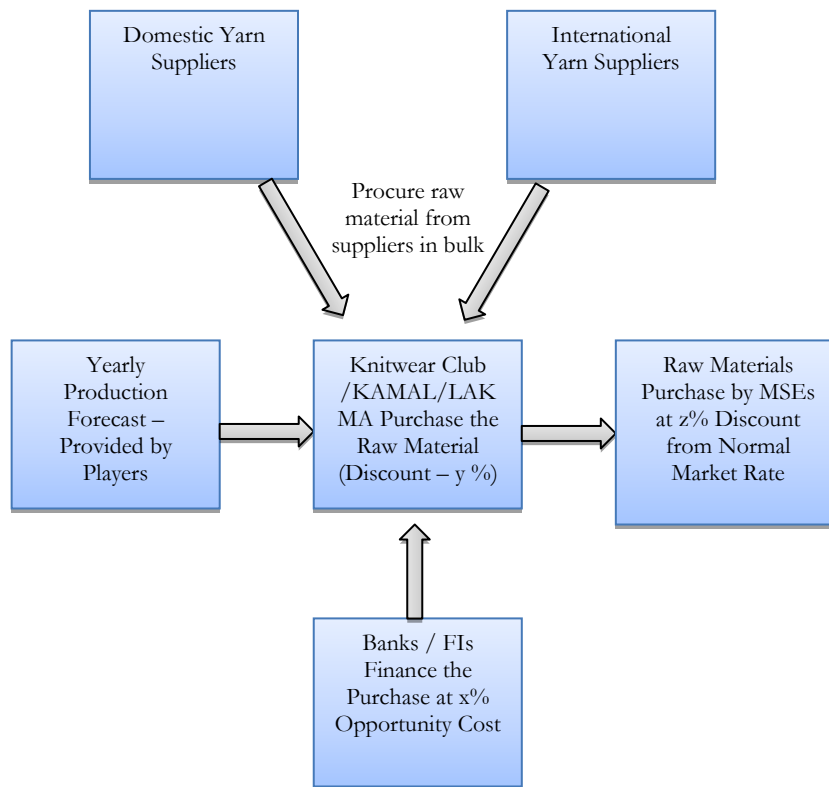 Domestic Yarn
Suppliers
International
Yarn Suppliers
Procure raw
material from
suppliers in bulk
Yearly
Production
Forecast –
Provided by
Players
Knitwear Club
/KAMAL/LAK
MA Purchase the
Raw Material
(Discount – y %)
Raw Materials
Purchase by MSEs
at z% Discount
from Normal
Market Rate
Banks / FIs
Finance the
Purchase at x%
Opportunity Cost